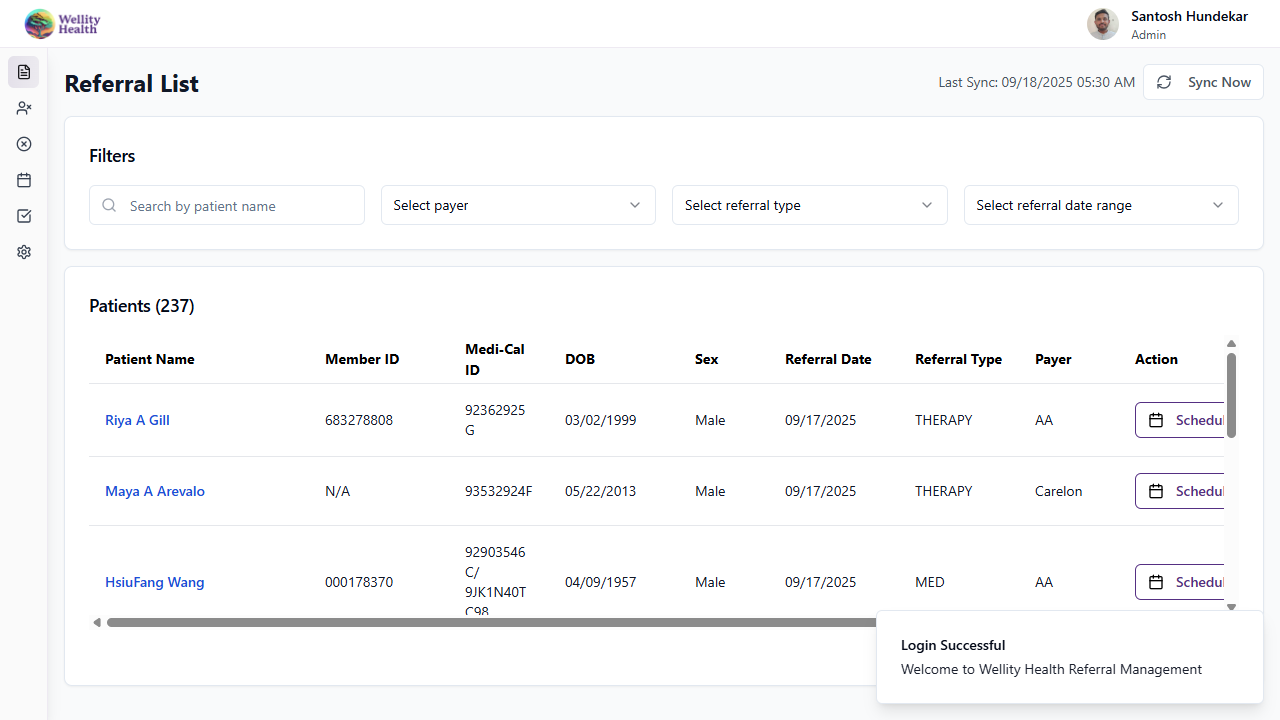 Wellity
Health
Santosh Hundekar
Admin
Referral List
Last Sync: 09/18/2025 05:30 AM
Sync Now
Filters
Search by patient name
Select payer
Select referral type
Select referral date range
Patients (237)
Patient Name Member ID Medi-Cal ID DOB Sex Referral Date Referral Type Payer Action
Riya A Gill 683278808 92362925G 03/02/1999 Male 09/17/2025 THERAPY AA Schedul
Maya A Arevalo N/A 93532924F 05/22/2013 Male 09/17/2025 THERAPY Carelon Schedul
HsiuFang Wang 000178370 92903546C/ 9JK1N40TC98 04/09/1957 Male 09/17/2025 MED AA Schedul
Login Successful
Welcome to Wellity Health Referral Management